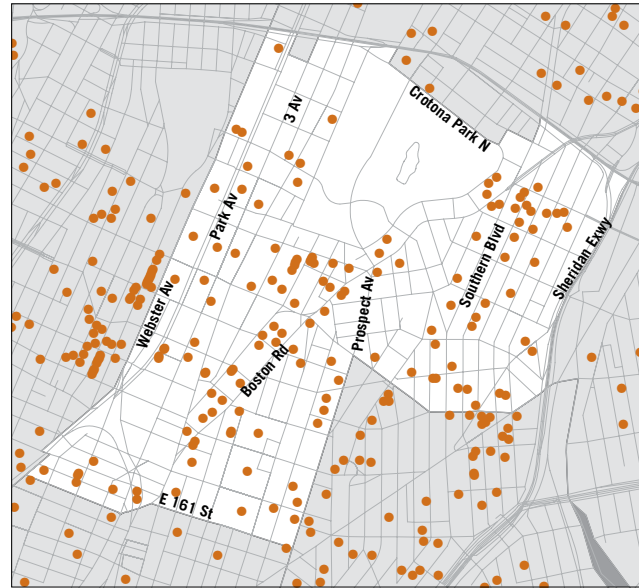 3 Av
Crotona Park N
Park Av
Southern Blvd
Sheridan Exwy
Webster Av
Prospect Av
Boston Rd
E 161 St